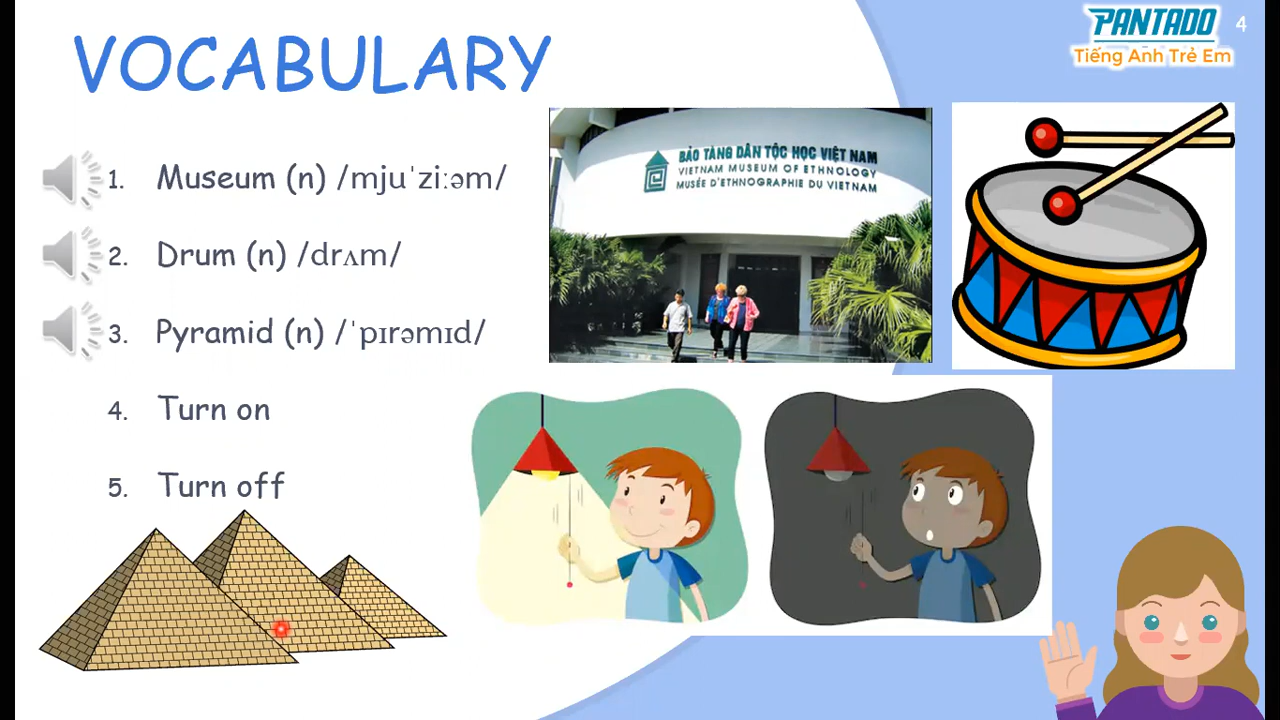 PANTADO
Tiếng Anh Trẻ Em
4
VOCABULARY
1. Museum (n) /mjuˈziːəm/
2. Drum (n) /drʌm/
3. Pyramid (n) /ˈpɪrəmɪd/
4. Turn on
5. Turn off
BẢO TÀNG DÂN TỘC HỌC VIỆT NAM
VIETNAM MUSEUM OF ETHNOLOGY
MUSÉE D'ETHNOGRAPHIE DU VIETNAM